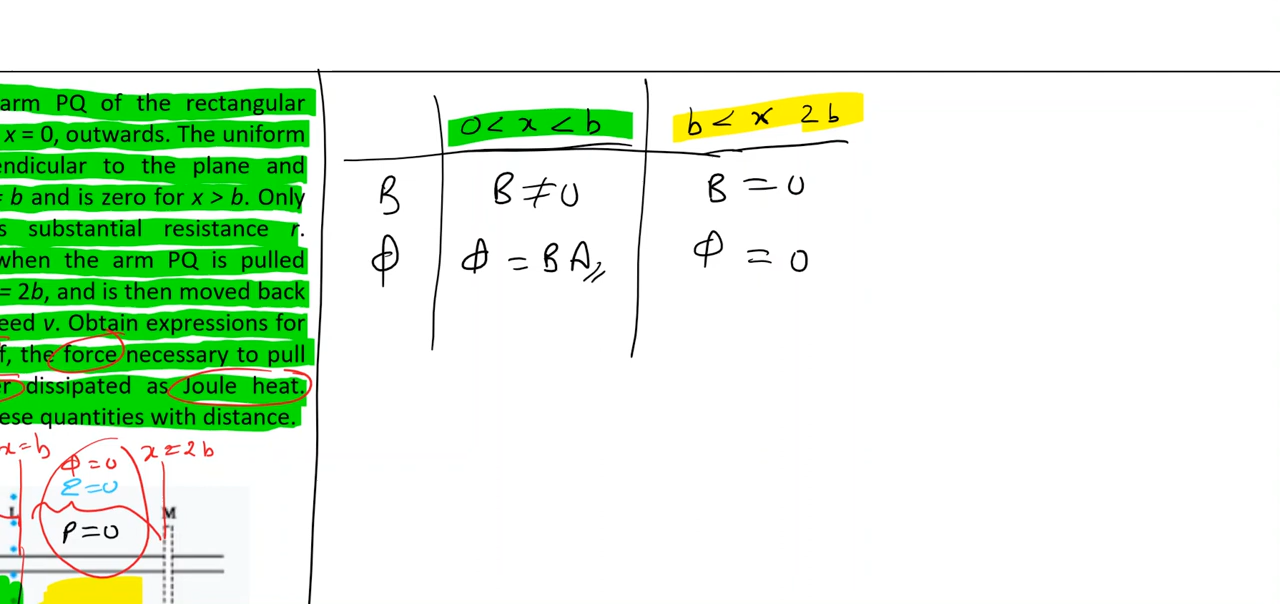 arm PQ of the rectangular
x = 0, outwards. The uniform
endicular to the plane and
= b and is zero for x > b. Only
s substantial resistance r.
when the arm PQ is pulled
= 2b, and is then moved back
eed v. Obtain expressions for
f, the force necessary to pull
er dissipated as Joule heat.
ese quantities with distance.
x=b
x=2b
ϕ=0
ε=0
P=0
M
0<x<b
b<x 2b
B
B≠0
B=0
ϕ
ϕ=BA
ϕ=0